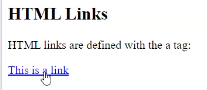 HTML Links
HTML links are defined with the a tag:
This is a link